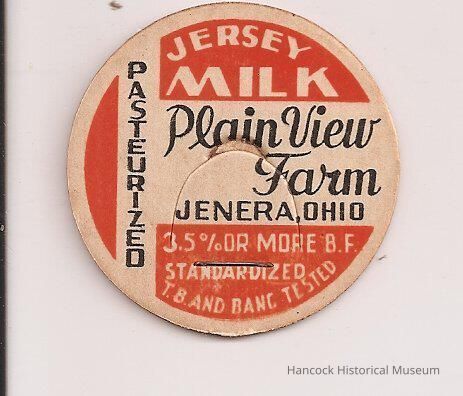 JERSEY
MILK
PASTEURIZED
Plain View
Farm
JENERA, OHIO
3.5% OR MORE B.F.
STANDARDIZED
T.B. AND BANG TESTED
Hancock Historical Museum